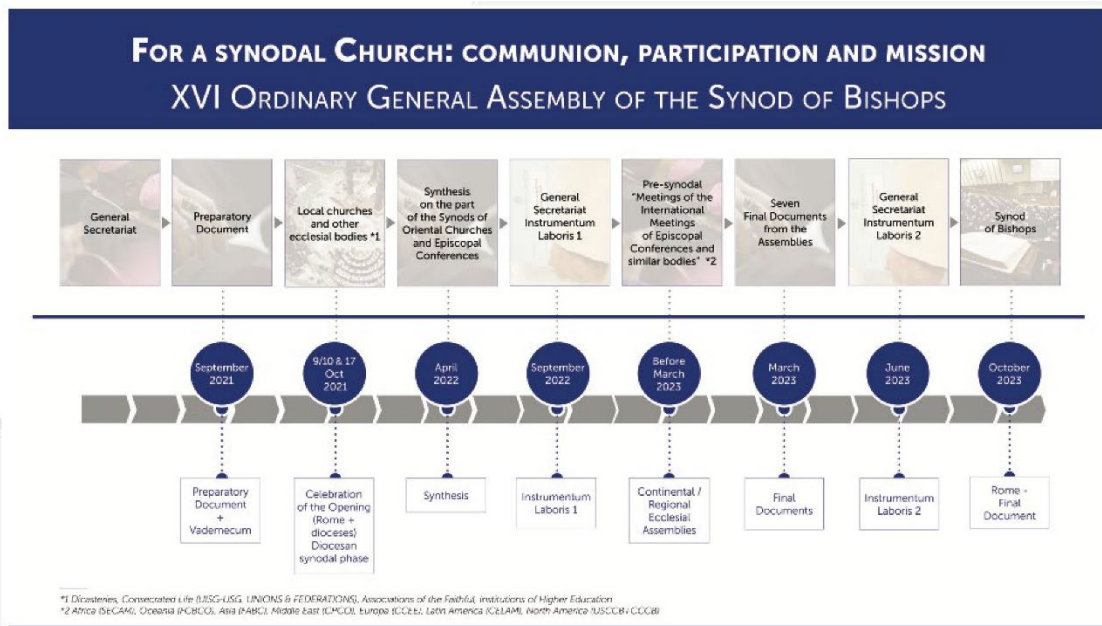 FOR A SYNODAL CHURCH: COMMUNION, PARTICIPATION AND MISSION
XVI ORDINARY GENERAL ASSEMBLY OF THE SYNOD OF BISHOPS
General
Secretariat
Preparatory
Document
Local churches
and other
ecclesial bodies *1
Synthesis
on the part
of the Synods of
Oriental Churches
and Episcopal
Conferences
General
Secretariat
Instrumentum
Laboris 1
Pre-synodal
"Meetings of the
International
Meetings
of Episcopal
Conferences and
similar bodies" *2
Seven
Final Documents
from the
Assemblies
General
Secretariat
Instrumentum
Laboris 2
Synod
of Bishops
September
2021
9/10 & 17
Oct
2021
April
2022
September
2022
Before
March
2023
March
2023
June
2023
October
2023
Preparatory
Document
+
Vademecum
Celebration
of the Opening
(Rome +
dioceses)
Diocesan
synodal phase
Synthesis
Instrumentium
Laboris 1
Continental /
Regional
Ecclesial
Assemblies
Final
Documents
Instrumentum
Laboris 2
Rome -
Final
Document
*1 Dicasteries, Consecrated Life (UISG-USG, UNIONS & FEDERATIONS), Associations of the Faithful, Institutions of Higher Education
*2 Africa (SECAM), Oceania (FCBCO), Asia (FABC), Middle East (CPCO), Europe (CCEE), Latin America (CELAM), North America (USCCB / CCCB)